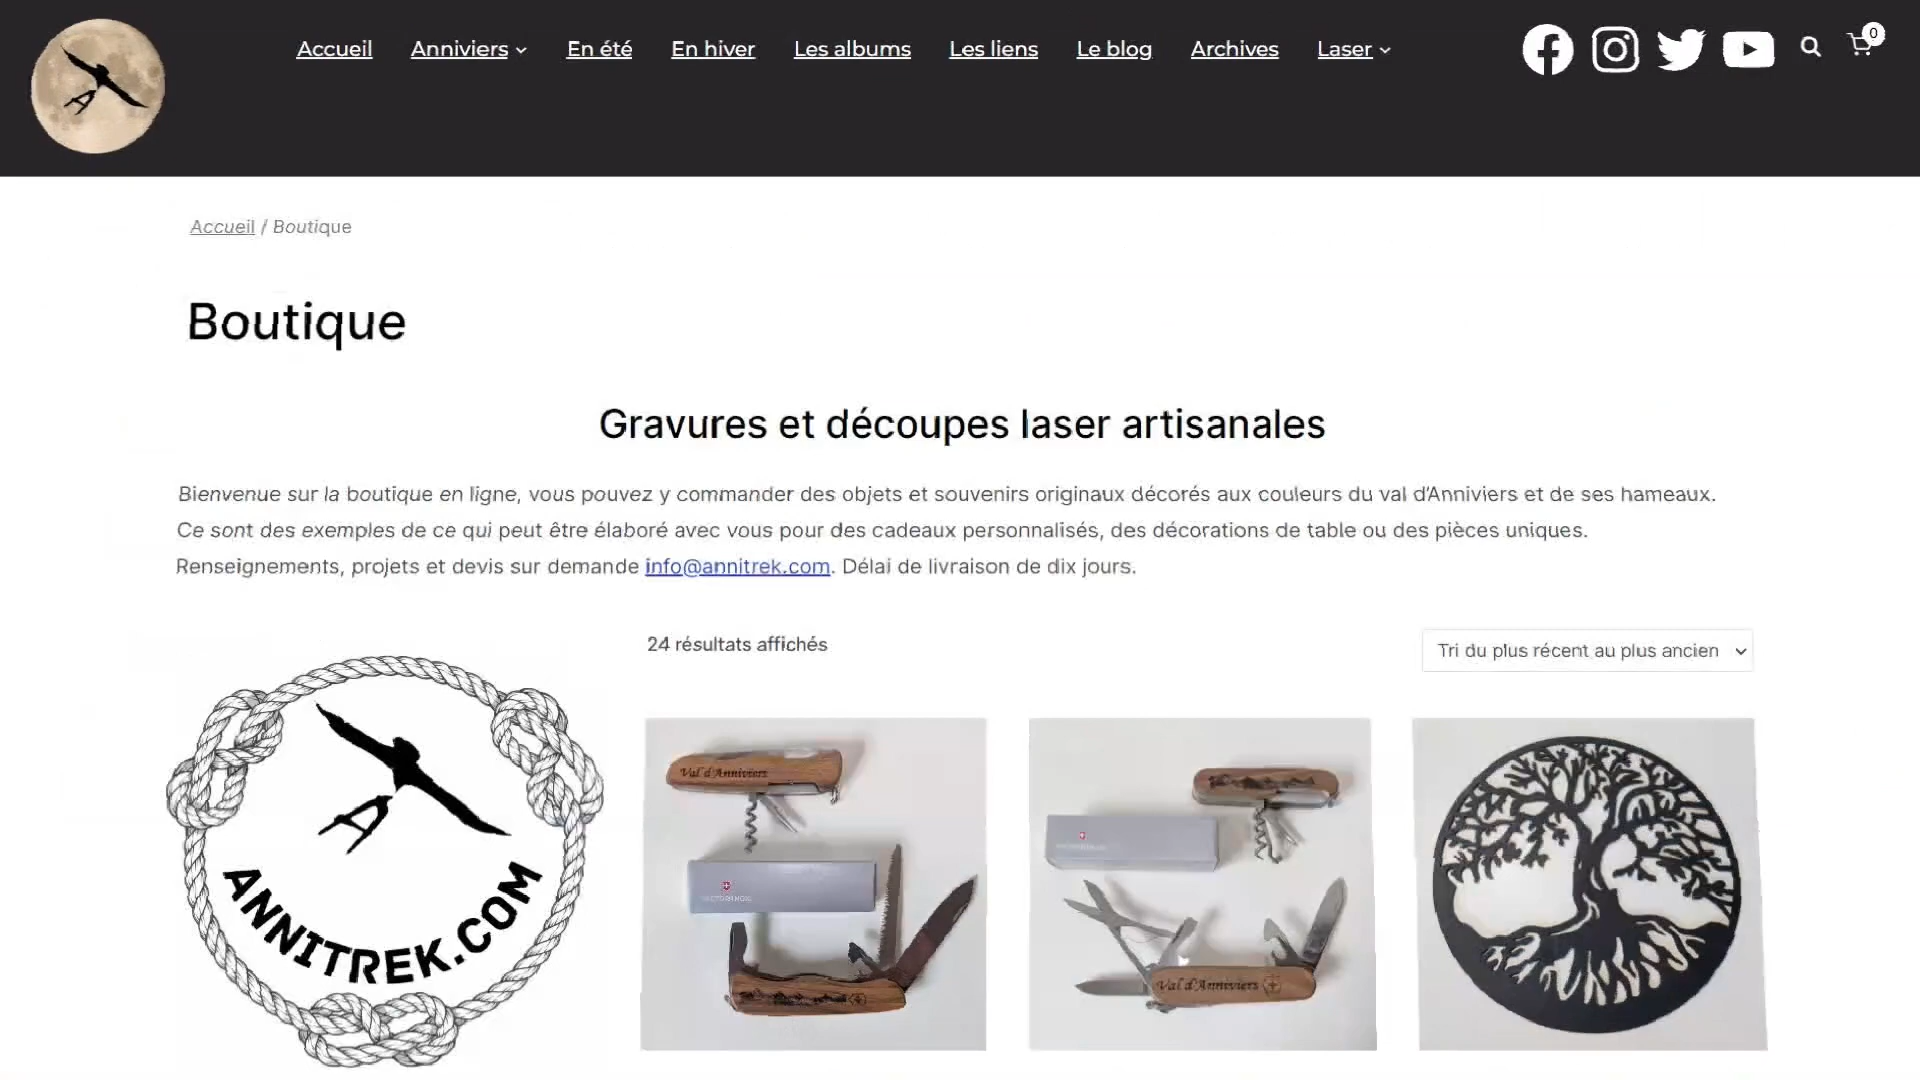 Accueil Anniviers En été En hiver Les albums Les liens Le blog Archives Laser 0
Accueil / Boutique
Boutique
Gravures et découpes laser artisanales
Bienvenue sur la boutique en ligne, vous pouvez y commander des objets et souvenirs originaux décorés aux couleurs du val d’Anniviers et de ses hameaux.
Ce sont des exemples de ce qui peut être élaboré avec vous pour des cadeaux personnalisés, des décorations de table ou des pièces uniques.
Renseignements, projets et devis sur demande info@annitrek.com. Délai de livraison de dix jours.
24 résultats affichés
Tri du plus récent au plus ancien
A
ANNITREK.COM
Val d'Anniviers
VICTORINOX
Val d'Anniviers